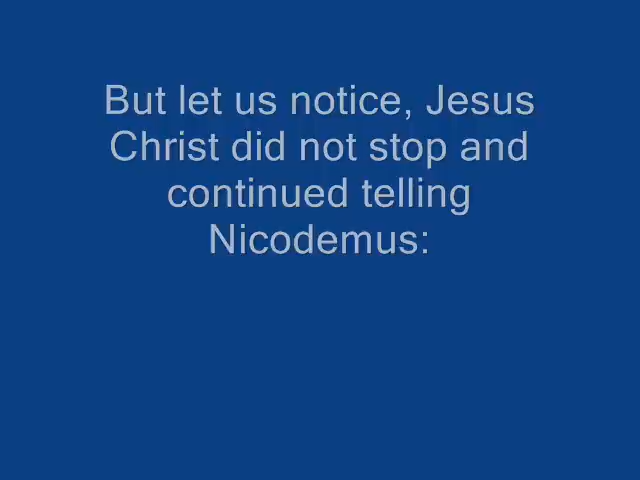 But let us notice, Jesus
Christ did not stop and
continued telling
Nicodemus: